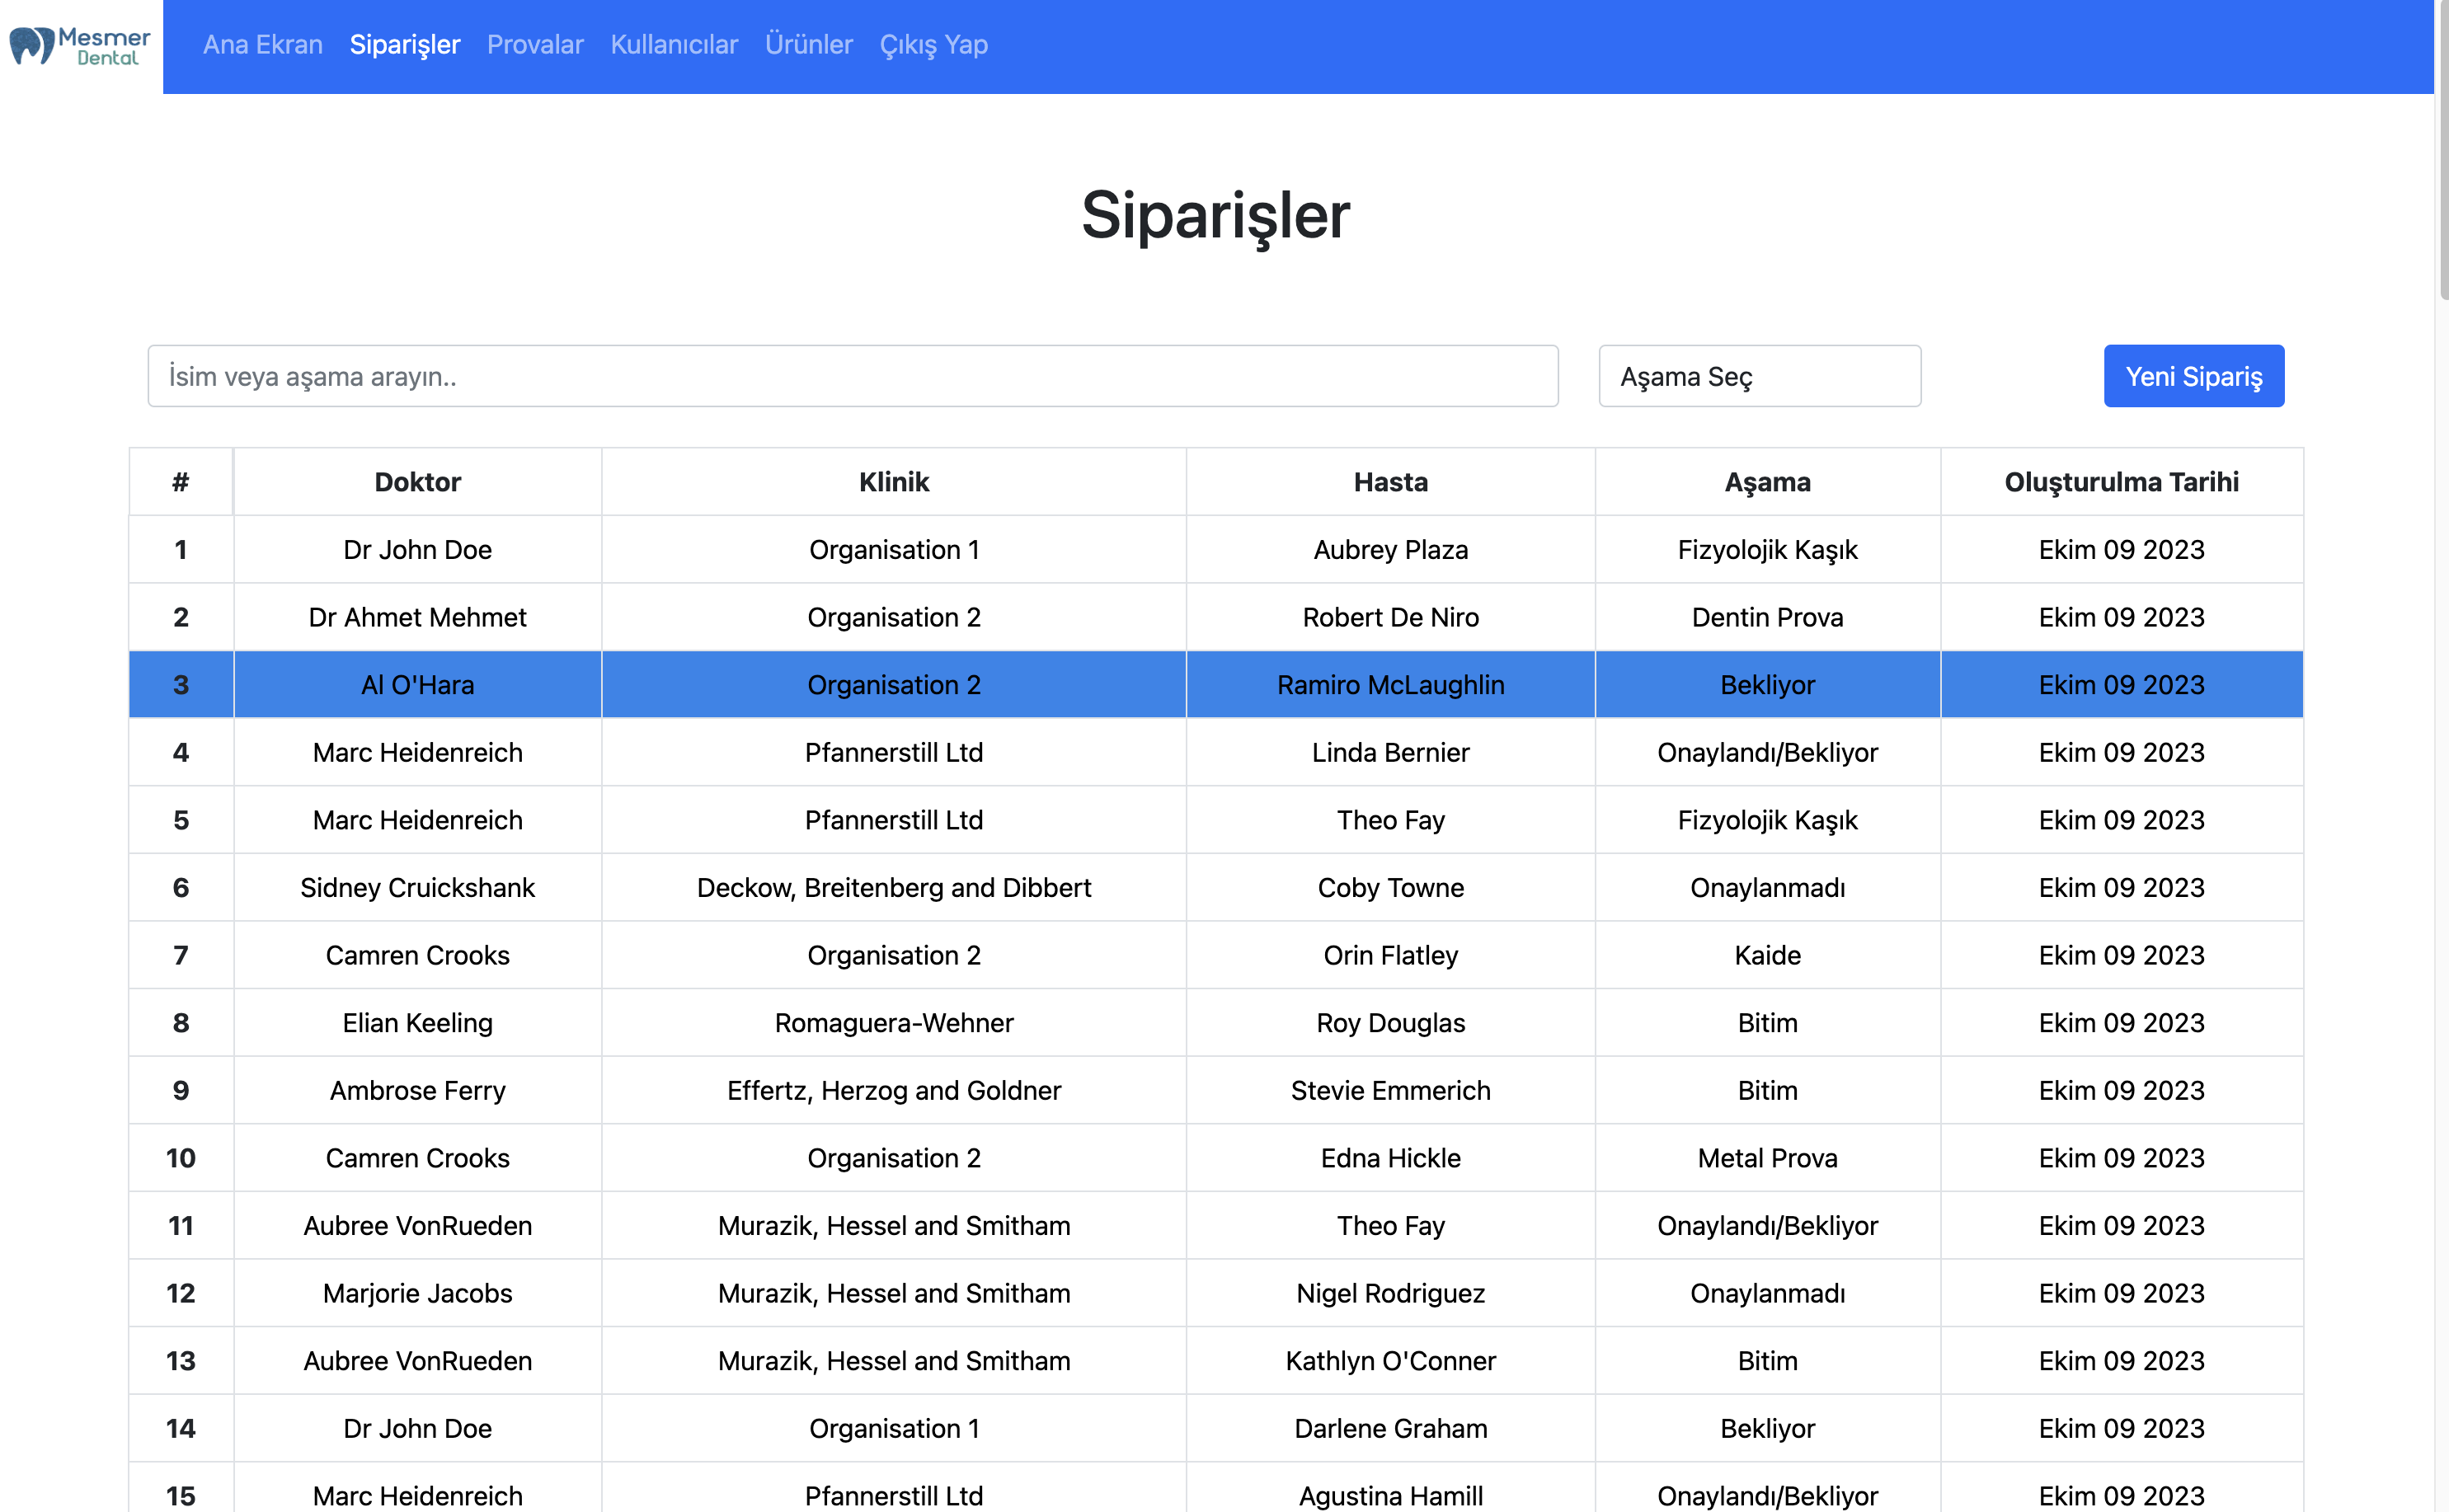 Mesmer
Dental
Ana Ekran Siparişler Provalar Kullanıcılar Ürünler Çıkış Yap
Siparişler
İsim veya aşama arayın.. Aşama Seç Yeni Sipariş
# Doktor Klinik Hasta Aşama Oluşturulma Tarihi
1 Dr John Doe Organisation 1 Aubrey Plaza Fizyolojik Kaşık Ekim 09 2023
2 Dr Ahmet Mehmet Organisation 2 Robert De Niro Dentin Prova Ekim 09 2023
3 Al O'Hara Organisation 2 Ramiro McLaughlin Bekliyor Ekim 09 2023
4 Marc Heidenreich Pfannerstill Ltd Linda Bernier Onaylandı/Bekliyor Ekim 09 2023
5 Marc Heidenreich Pfannerstill Ltd Theo Fay Fizyolojik Kaşık Ekim 09 2023
6 Sidney Cruickshank Deckow, Breitenberg and Dibbert Coby Towne Onaylanmadı Ekim 09 2023
7 Camren Crooks Organisation 2 Orin Flatley Kaide Ekim 09 2023
8 Elian Keeling Romaguera-Wehner Roy Douglas Bitim Ekim 09 2023
9 Ambrose Ferry Effertz, Herzog and Goldner Stevie Emmerich Bitim Ekim 09 2023
10 Camren Crooks Organisation 2 Edna Hickle Metal Prova Ekim 09 2023
11 Aubree VonRueden Murazik, Hessel and Smitham Theo Fay Onaylandı/Bekliyor Ekim 09 2023
12 Marjorie Jacobs Murazik, Hessel and Smitham Nigel Rodriguez Onaylanmadı Ekim 09 2023
13 Aubree VonRueden Murazik, Hessel and Smitham Kathlyn O'Conner Bitim Ekim 09 2023
14 Dr John Doe Organisation 1 Darlene Graham Bekliyor Ekim 09 2023
15 Marc Heidenreich Pfannerstill Ltd Agustina Hamill Onaylandı/Bekliyor Ekim 09 2023